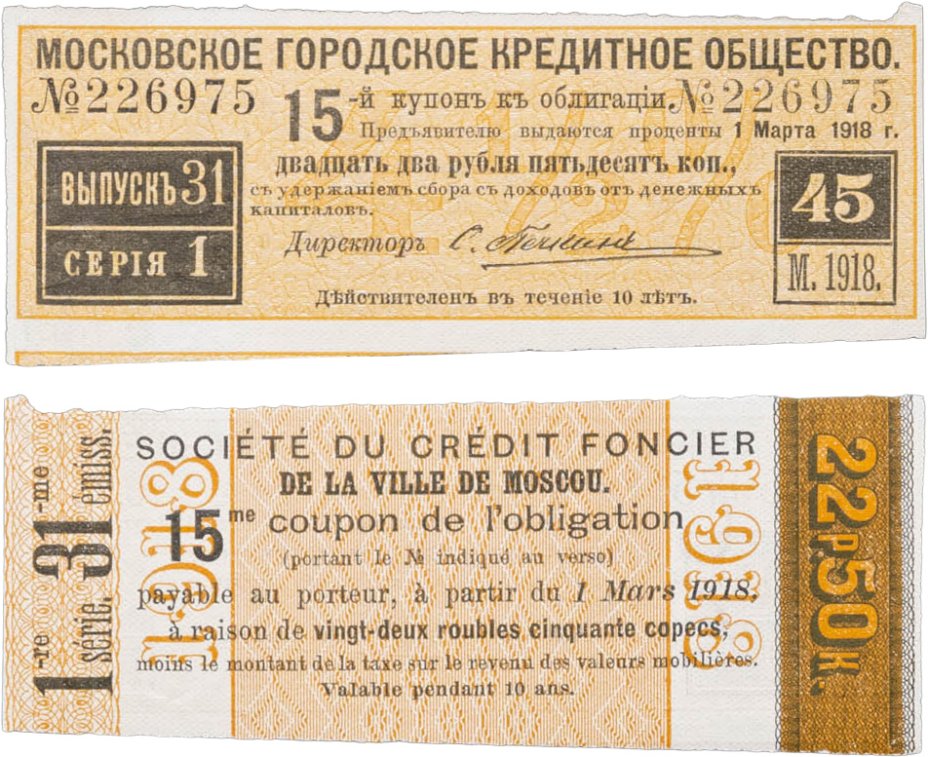 МОСКОВСКОЕ ГОРОДСКОЕ КРЕДИТНОЕ ОБЩЕСТВО.
№226975 15-й купонъ къ облигаціи №226975
Предъявителю выдаются проценты 1 Марта 1918 г.
двадцать два рубля пятьдесятъ коп.,
съ удержаніемъ сбора съ доходовъ отъ денежныхъ
капиталовъ.
ВЫПУСКЪ 31
СЕРІЯ 1
45
М. 1918.
Директоръ С. Печкинъ
Дѣйствителенъ въ теченіе 10 лѣтъ.
4 1/2%
1-re série. 31-me émiss.
1918
SOCIÉTÉ DU CRÉDIT FONCIER
DE LA VILLE DE MOSCOU.
15me coupon de l'obligation
(portant le № indiqué au verso)
payable au porteur, à partir du 1 Mars 1918,
à raison de vingt-deux roubles cinquante copecs,
moins le montant de la taxe sur le revenu des valeurs mobilières.
Valable pendant 10 ans.
1918
22р.50к.